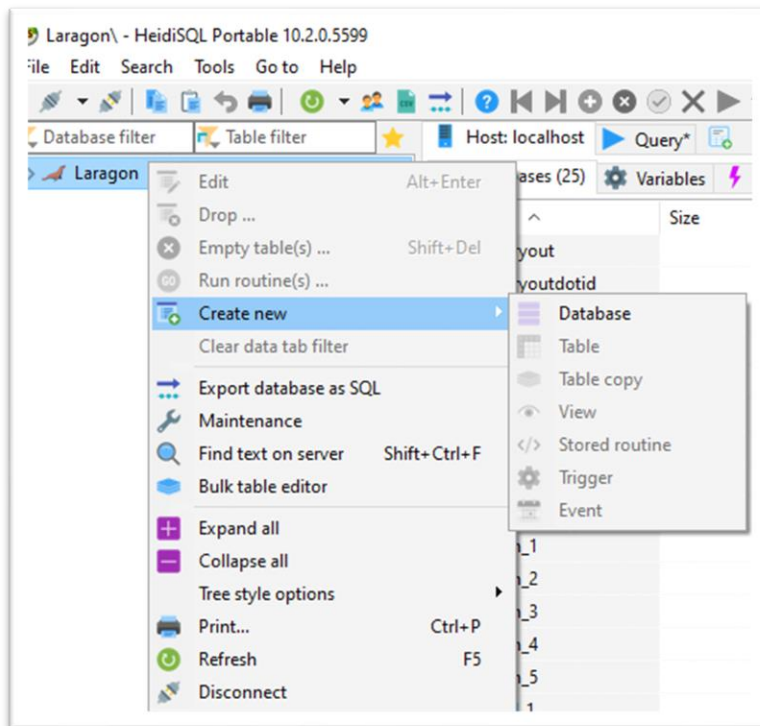 Laragon\ - HeidiSQL Portable 10.2.0.5599
File Edit Search Tools Go to Help
Database filter Table filter Host: localhost Query*
Laragon ases (25) Variables
Size
Edit Alt+Enter
Drop ...
Empty table(s) ... Shift+Del
yout
Run routine(s) ...
youtdotid
Create new
Clear data tab filter
Export database as SQL
Maintenance
Find text on server Shift+Ctrl+F
Bulk table editor
Expand all
Collapse all
Tree style options
Print... Ctrl+P
Refresh F5
Disconnect
Database
Table
Table copy
View
Stored routine
Trigger
Event
_1
_2
_3
_4
_5